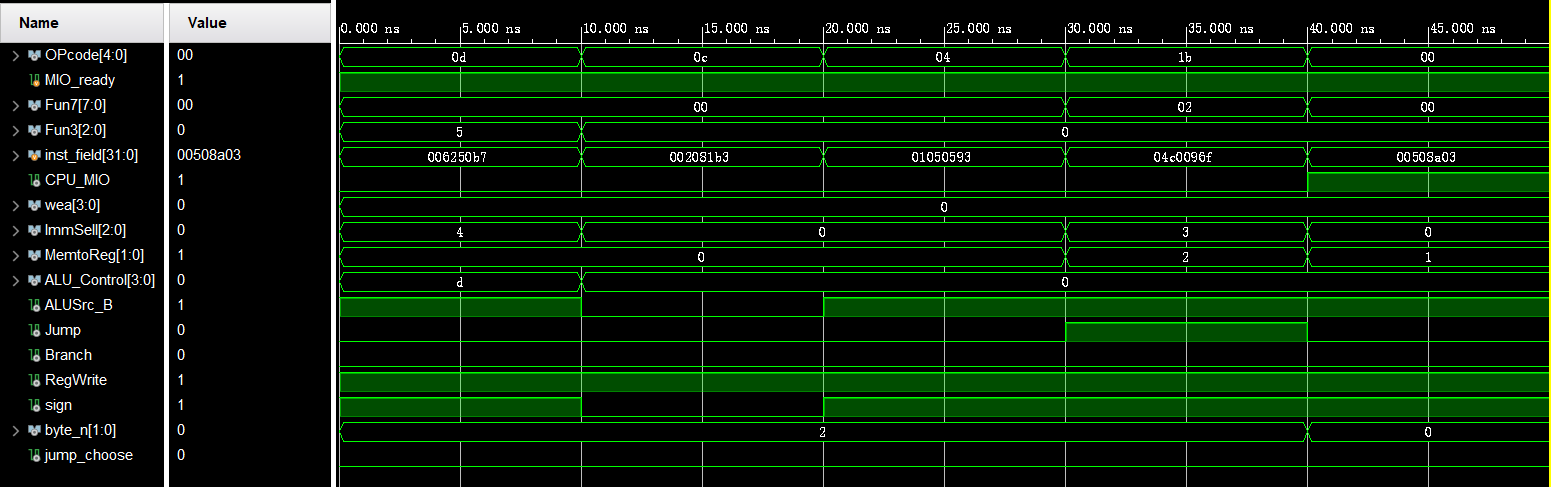 Name Value
0.000 ns 5.000 ns 10.000 ns 15.000 ns 20.000 ns 25.000 ns 30.000 ns 35.000 ns 40.000 ns 45.000 ns
OPcode[4:0] 00 0d 0c 04 1b 00
MIO_ready 1
Fun7[7:0] 00 00 02 00
Fun3[2:0] 0 5 0
inst_field[31:0] 00508a03 006250b7 002081b3 01050593 04c0096f 00508a03
CPU_MIO 1
wea[3:0] 0 0
ImmSell[2:0] 0 4 0 3 0
MemtoReg[1:0] 1 0 2 1
ALU_Control[3:0] 0 d 0
ALUSrc_B 1
Jump 0
Branch 0
RegWrite 1
sign 1
byte_n[1:0] 0 2 0
jump_choose 0